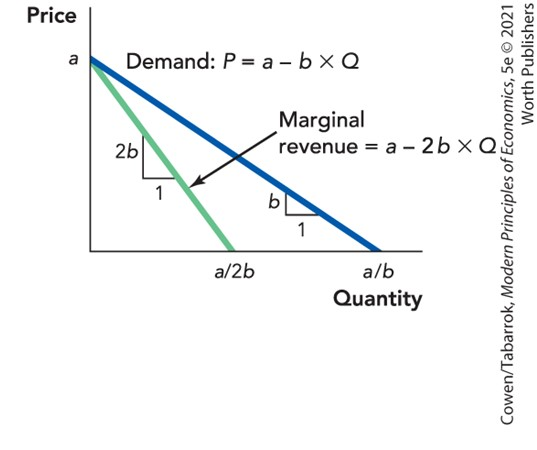 Price
a
Demand: P = a – b × Q
Marginal
revenue = a – 2b × Q
2b
1
b
1
a/2b
a/b
Quantity
Cowen/Tabarrok, Modern Principles of Economics, 5e © 2021
Worth Publishers